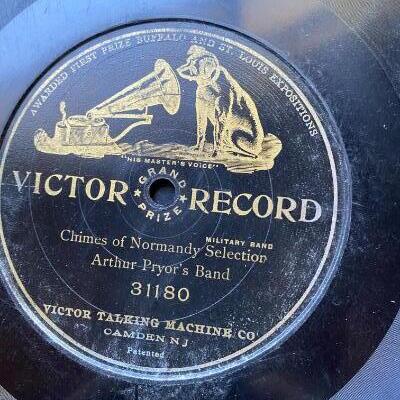 AWARDED FIRST PRIZE BUFFALO AND ST. LOUIS EXPOSITIONS.
"HIS MASTER'S VOICE"
VICTOR RECORD
GRAND PRIZE
MILITARY BAND
Chimes of Normandy Selection
Arthur Pryor's Band
31180
VICTOR TALKING MACHINE CO
CAMDEN NJ
Patented